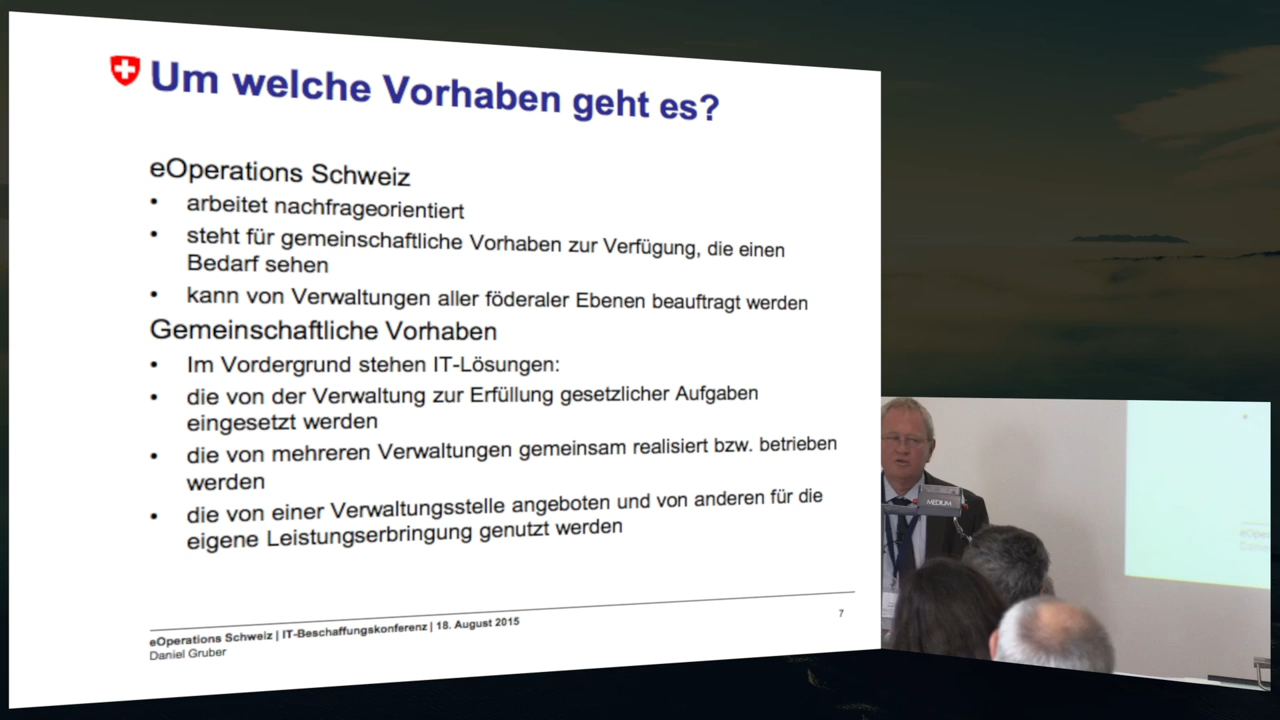 Um welche Vorhaben geht es?
eOperations Schweiz
• arbeitet nachfrageorientiert
• steht für gemeinschaftliche Vorhaben zur Verfügung, die einen
Bedarf sehen
• kann von Verwaltungen aller föderaler Ebenen beauftragt werden
Gemeinschaftliche Vorhaben
• Im Vordergrund stehen IT-Lösungen:
• die von der Verwaltung zur Erfüllung gesetzlicher Aufgaben
eingesetzt werden
• die von mehreren Verwaltungen gemeinsam realisiert bzw. betrieben
werden
• die von einer Verwaltungsstelle angeboten und von anderen für die
eigene Leistungserbringung genutzt werden
eOperations Schweiz | IT-Beschaffungskonferenz | 18. August 2015
Daniel Gruber
7
MEDIUM